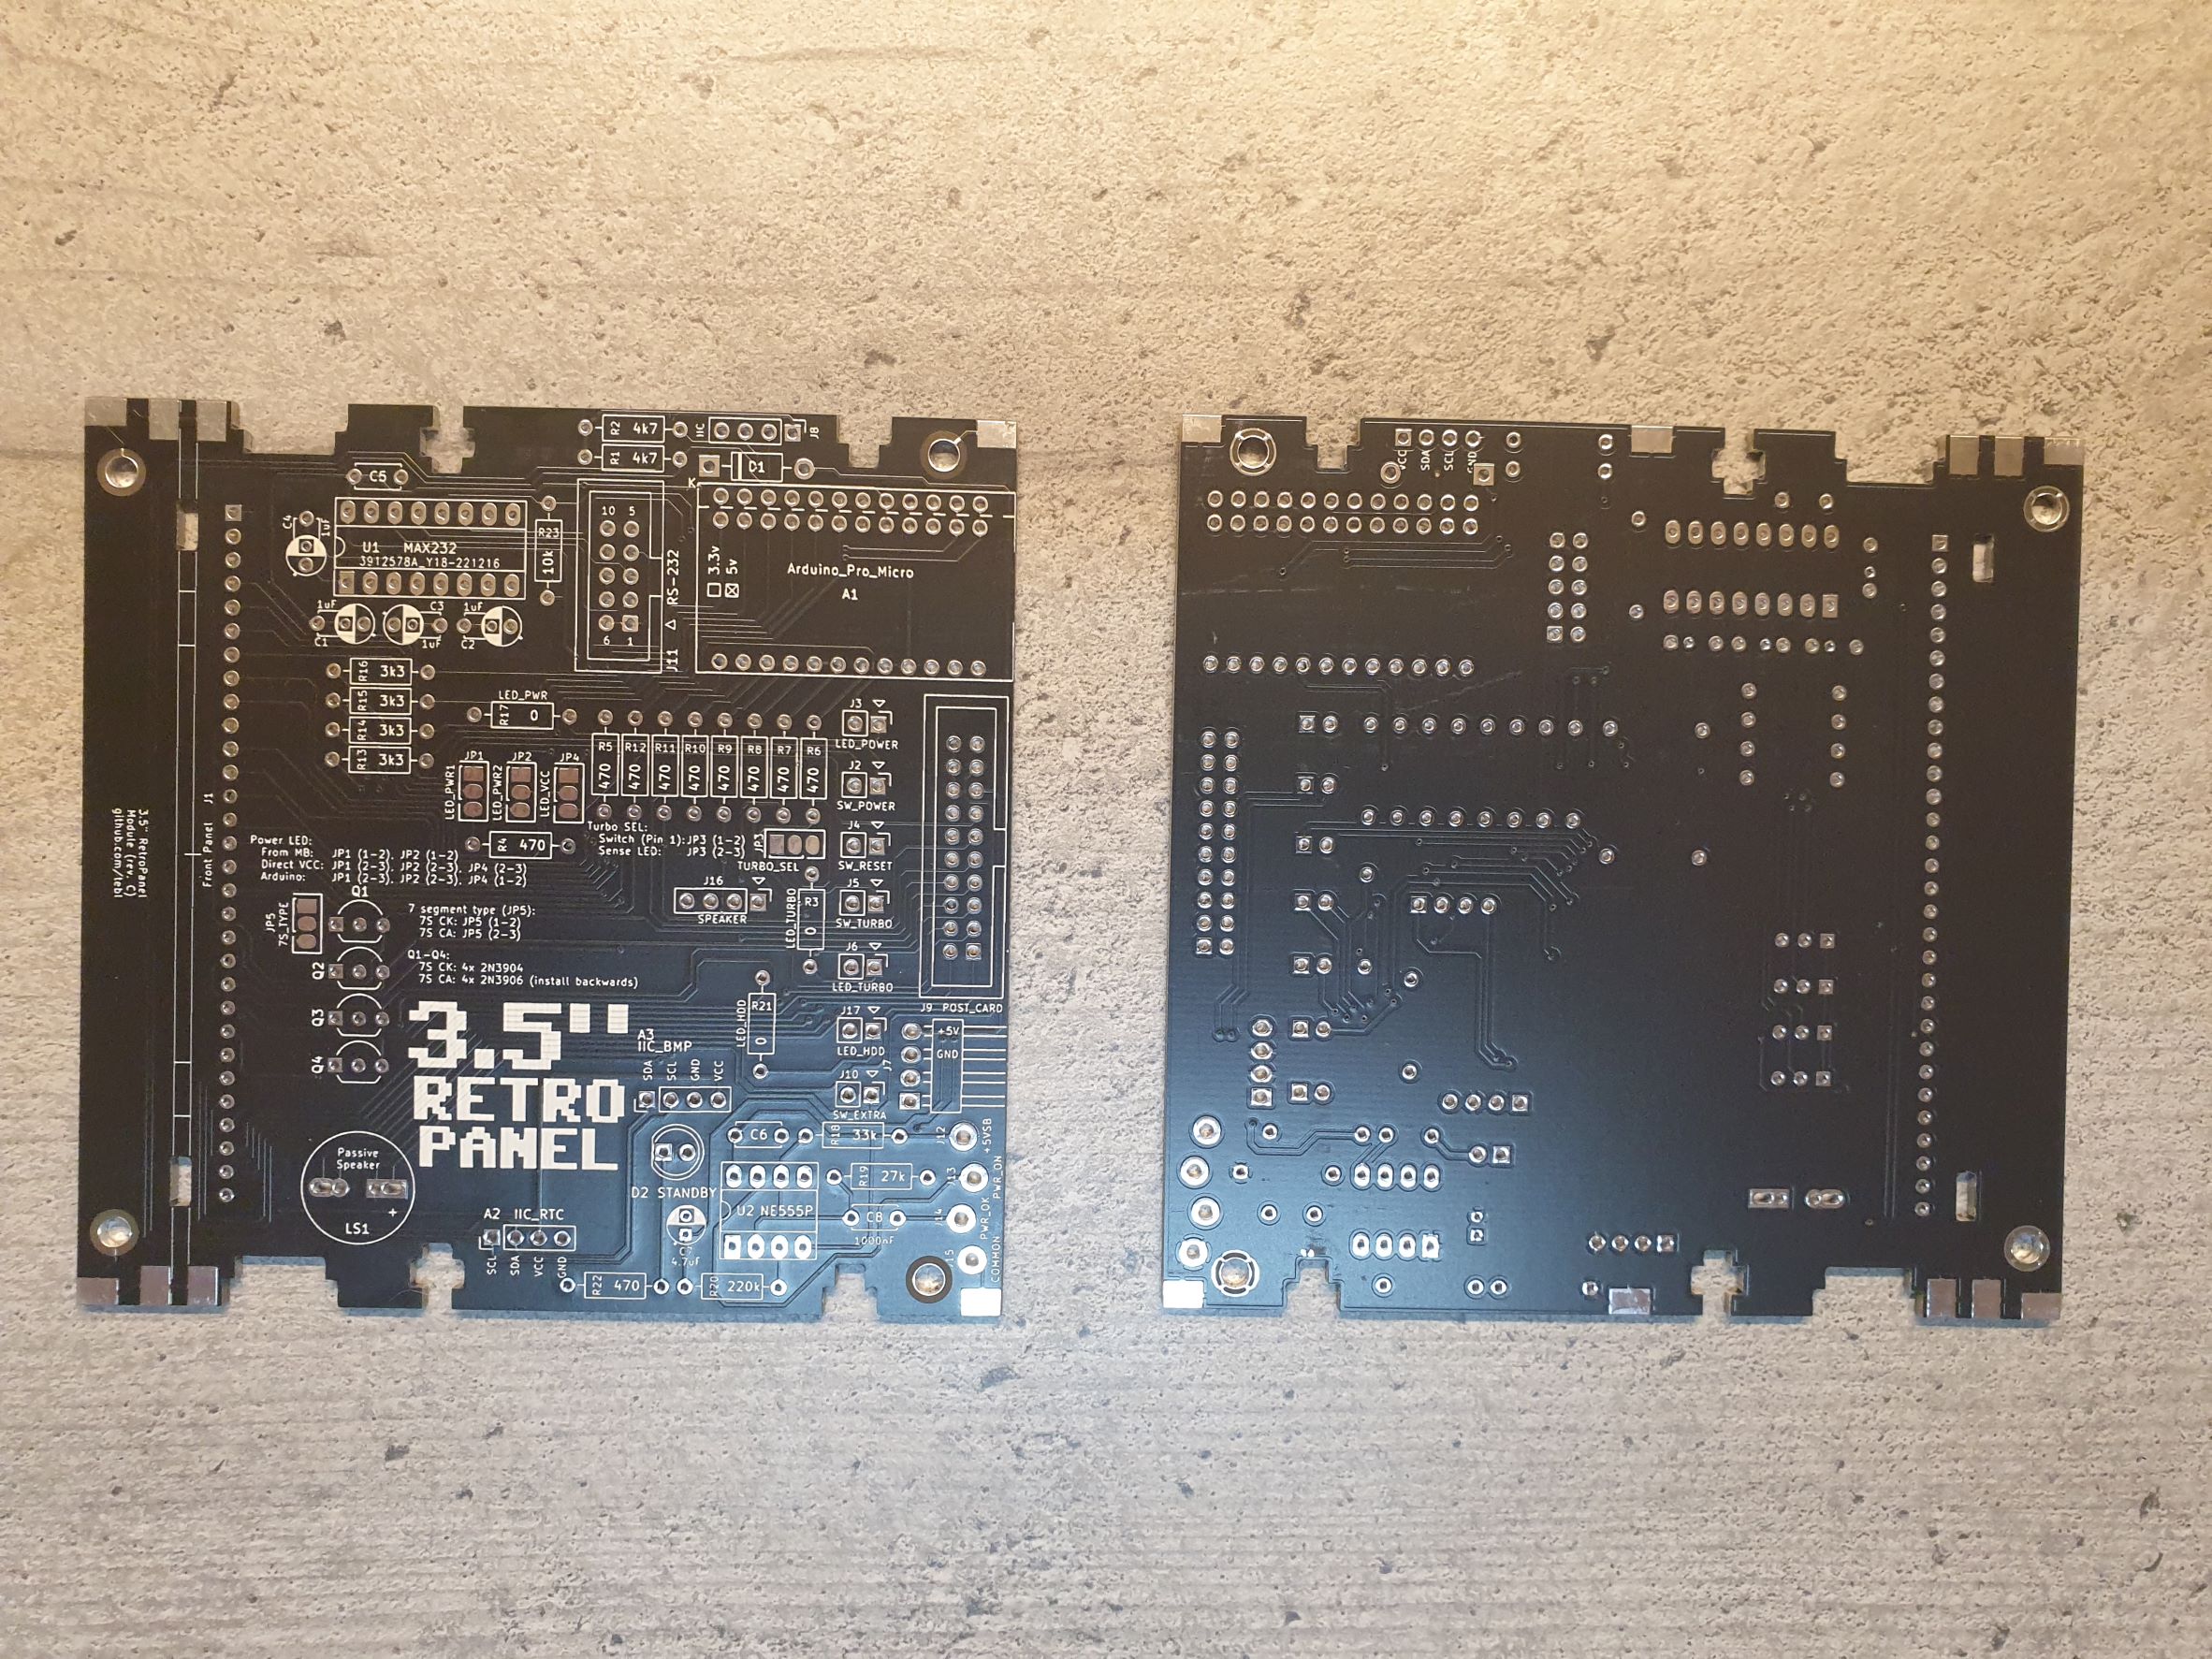 R2 4k7
R1 4k7
IIC
J8
D1
K
C5
C4
1uF
U1 MAX232
3912578A_Y18-221216
R23
10k
10 5
6 1
RS-232
J11
3.3v
5v
Arduino_Pro_Micro
A1
1uF
C1
C3
1uF
1uF
C2
R16 3k3
R15 3k3
R14 3k3
R13 3k3
LED_PWR
R17 0
JP1
LED_PWR1
JP2
LED_PWR2
JP4
LED_VCC
R5 470
R12 470
R11 470
R10 470
R9 470
R8 470
R7 470
R6 470
J3
LED_POWER
J2
SW_POWER
J4
SW_RESET
J5
SW_TURBO
J6
LED_TURBO
J17
LED_HDD
J10
SW_EXTRA
R4 470
Turbo SEL:
Switch (Pin 1): JP3 (1-2)
Sense LED: JP3 (2-3)
JP3
TURBO_SEL
J16
SPEAKER
LED_TURBO
R3
0
J1
Front Panel
3.5" RetroPanel
Module (rev. C)
github.com/tebl
Power LED:
From MB: JP1 (1-2), JP2 (1-2)
Direct VCC: JP1 (2-3), JP2 (2-3), JP4 (2-3)
Arduino: JP1 (2-3), JP2 (2-3), JP4 (1-2)
JP5
7S_TYPE
Q1
Q2
Q3
Q4
7 segment type (JP5):
7S CK: JP5 (1-2)
7S CA: JP5 (2-3)
Q1-Q4:
7S CK: 4x 2N3904
7S CA: 4x 2N3906 (install backwards)
3.5"
RETRO
PANEL
A3
IIC_BMP
SDA
SCL
GND
VCC
LED_HDD
R21
0
J9 POST_CARD
J7
+5V
GND
C6
R18 33k
J12
+5VSB
R19 27k
J13
PWR_ON
C8
1000nF
J14
PWR_OK
COMMON
D2 STANDBY
U2 NE555P
4.7uF
R22 470
R20 220k
Passive
Speaker
+
LS1
A2 IIC_RTC
SCL
SDA
VCC
GND
VCC
SDA
SCL
GND